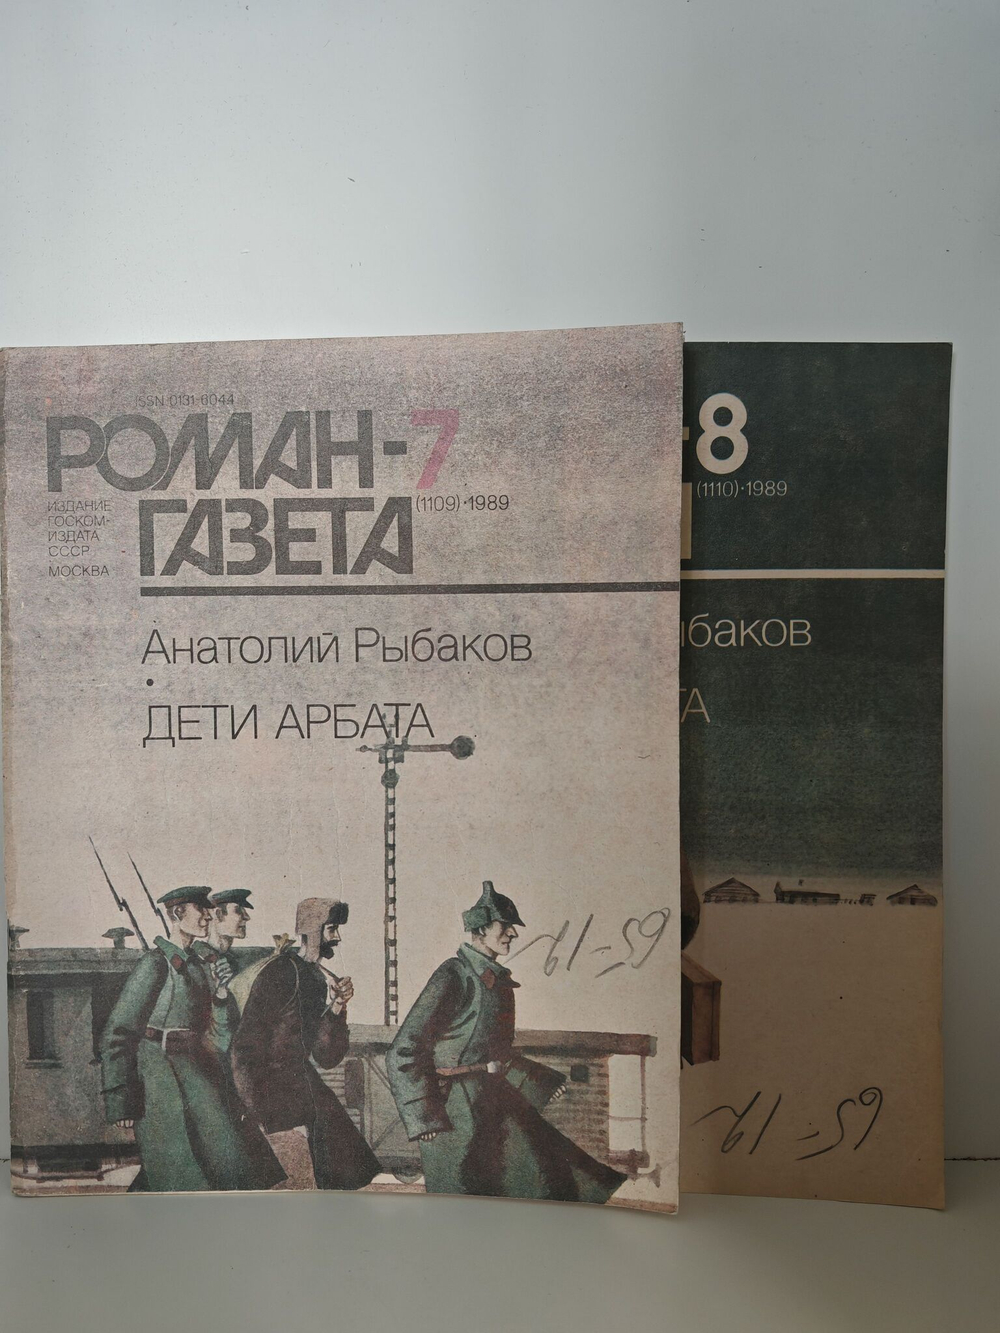 ISSN 0131-6044
РОМАН-7
ГАЗЕТА
(1109)·1989
ИЗДАНИЕ
ГОСКОМ-
ИЗДАТА
СССР
МОСКВА
Анатолий Рыбаков
•
ДЕТИ АРБАТА
-8
(1110)·1989
ыбаков
ТА